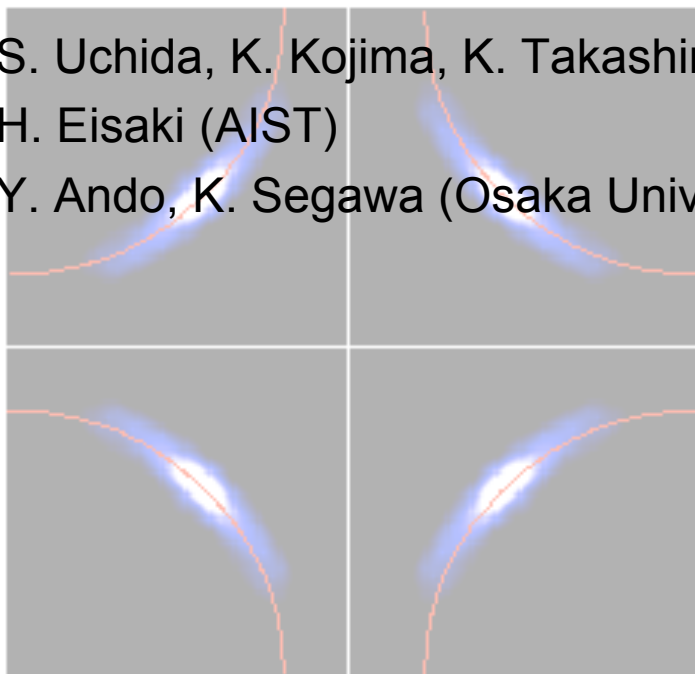 S. Uchida, K. Kojima, K.
H. Eisaki (AIST)
Y. Ando, K. Segawa (Osaka